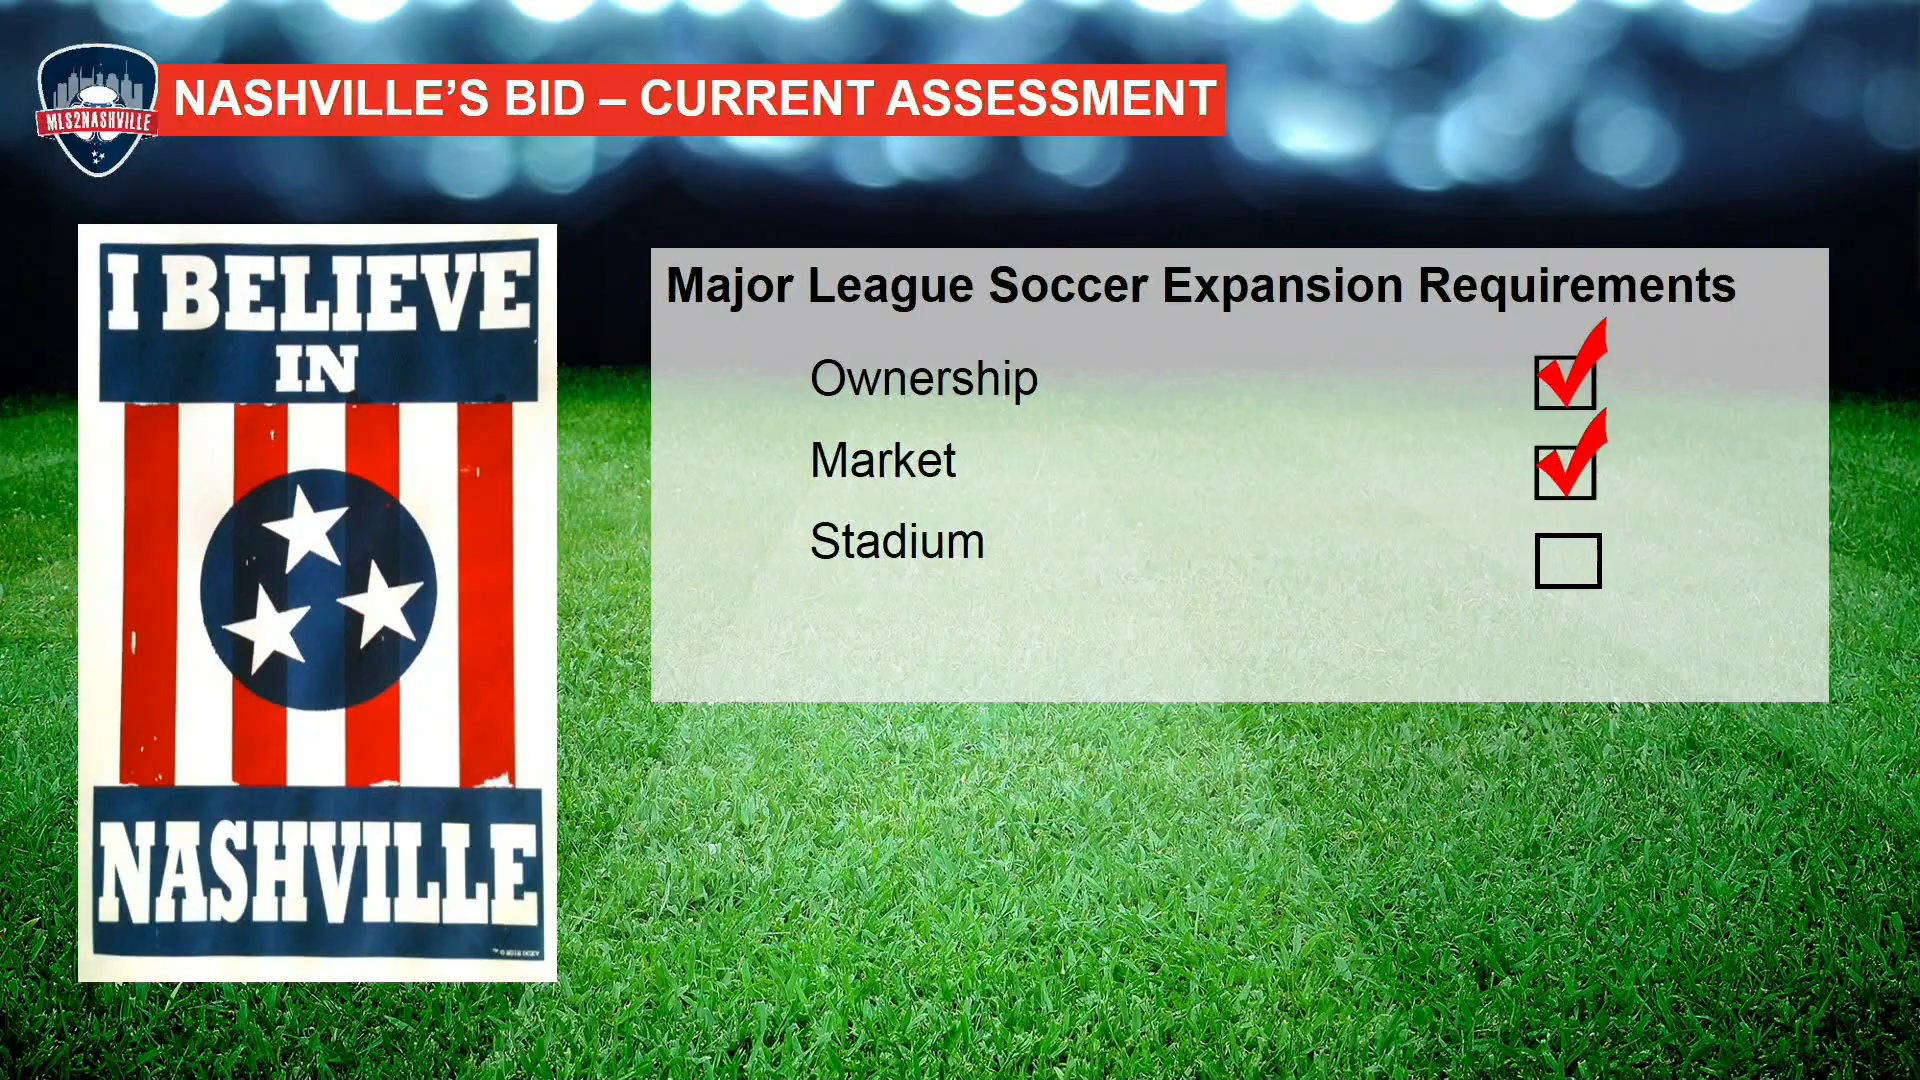 MLS2NASHVILLE
NASHVILLE’S BID – CURRENT ASSESSMENT
I BELIEVE
IN
NASHVILLE
Major League Soccer Expansion Requirements
Ownership
Market
Stadium